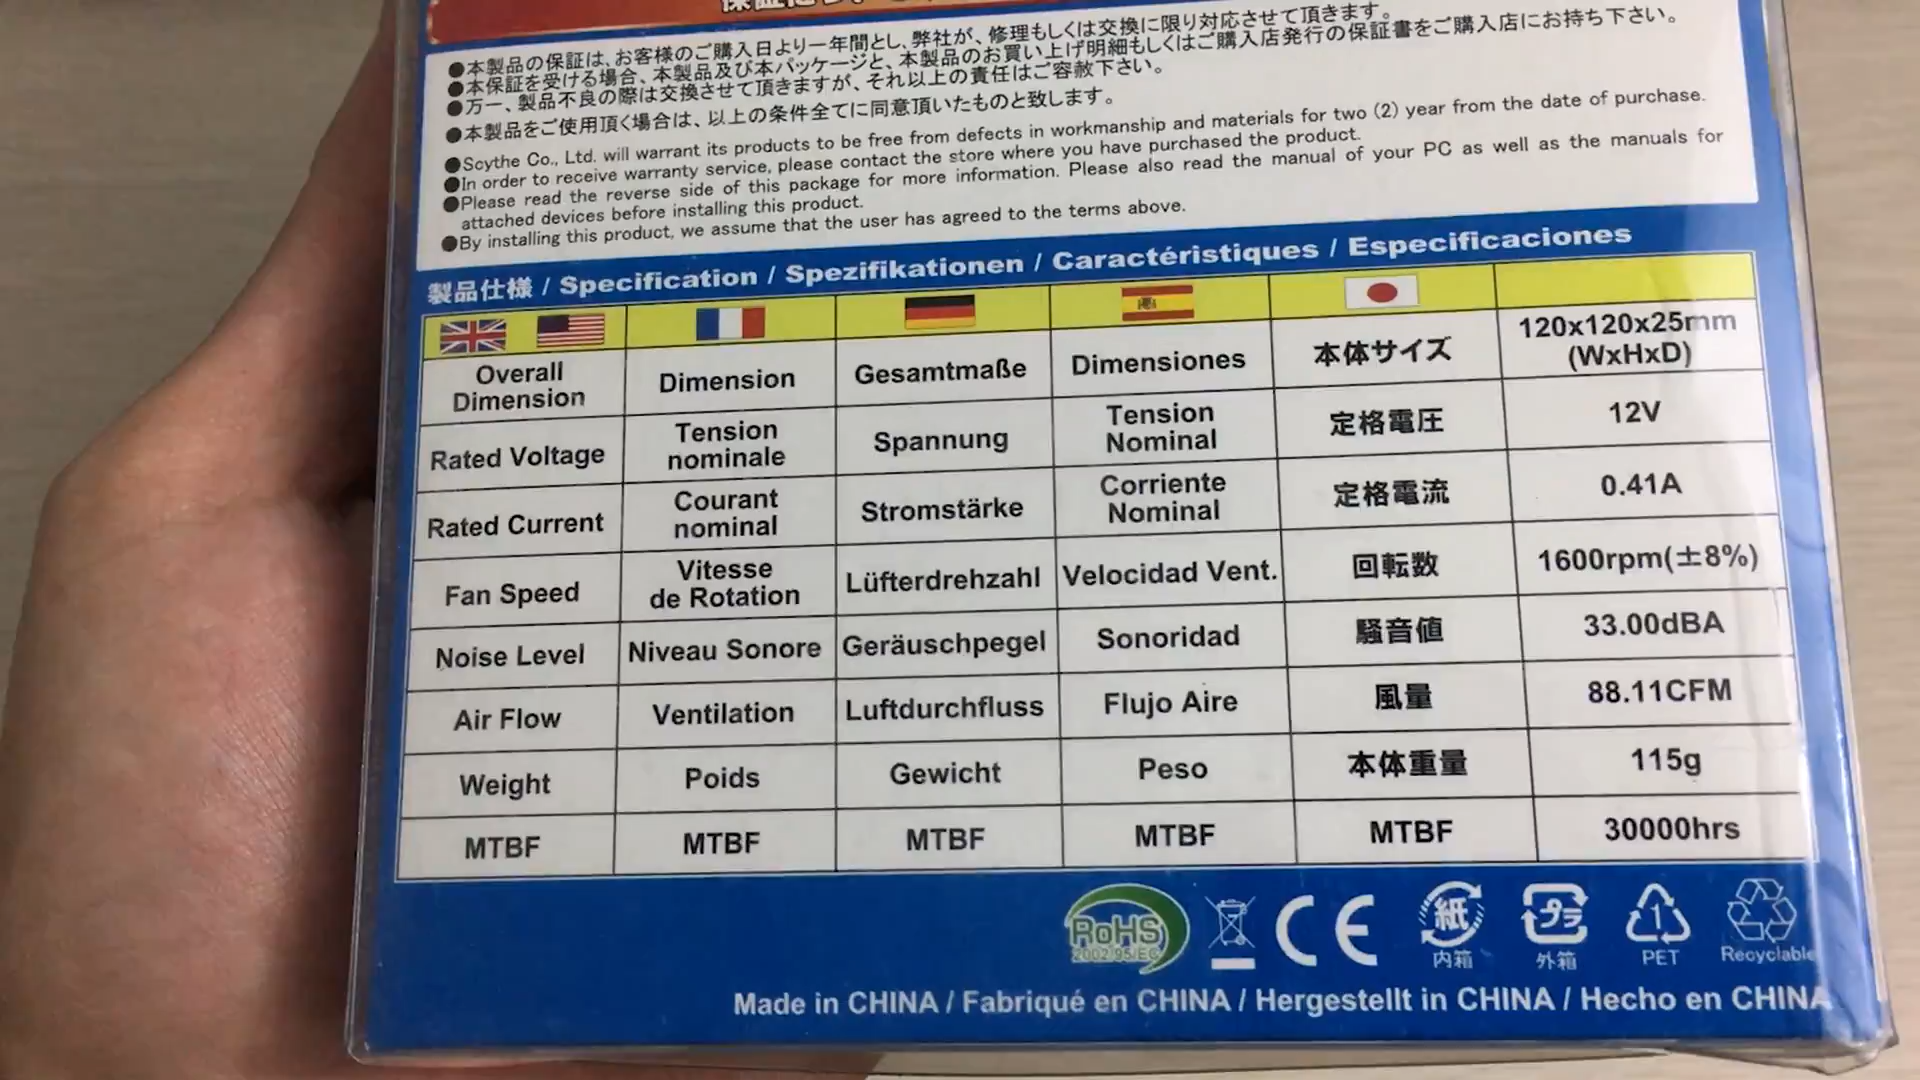 ●本製品の保証は、お客様のご購入日より一年間とし、弊社が、修理もしくは交換に限り対応させて頂きます。
●本保証を受ける場合、本製品及び本パッケージと、本製品のお買い上げ明細もしくはご購入店発行の保証書をご購入店にお持ち下さい。
●万一、製品不良の際は交換させて頂きますが、それ以上の責任はご容赦下さい。
●本製品をご使用頂く場合は、以上の条件全てに同意頂いたものと致します。
●Scythe Co., Ltd. will warrant its products to be free from defects in workmanship and materials for two (2) year from the date of purchase.
●In order to receive warranty service, please contact the store where you have purchased the product.
●Please read the reverse side of this package for more information. Please also read the manual of your PC as well as the manuals for
attached devices before installing this product.
●By installing this product, we assume that the user has agreed to the terms above.
製品仕様 / Specification / Spezifikationen / Caractéristiques / Especificaciones
Overall Dimension Dimension Gesamtmaße Dimensiones 本体サイズ 120x120x25mm (WxHxD)
Rated Voltage Tension nominale Spannung Tension Nominal 定格電圧 12V
Rated Current Courant nominal Stromstärke Corriente Nominal 定格電流 0.41A
Fan Speed Vitesse de Rotation Lüfterdrehzahl Velocidad Vent. 回転数 1600rpm(±8%)
Noise Level Niveau Sonore Geräuschpegel Sonoridad 騒音値 33.00dBA
Air Flow Ventilation Luftdurchfluss Flujo Aire 風量 88.11CFM
Weight Poids Gewicht Peso 本体重量 115g
MTBF MTBF MTBF MTBF MTBF 30000hrs
RoHS
2002/95/EC
CE
紙
内箱
プラ
外箱
1
PET
Recyclable
Made in CHINA / Fabriqué en CHINA / Hergestellt in CHINA / Hecho en CHINA